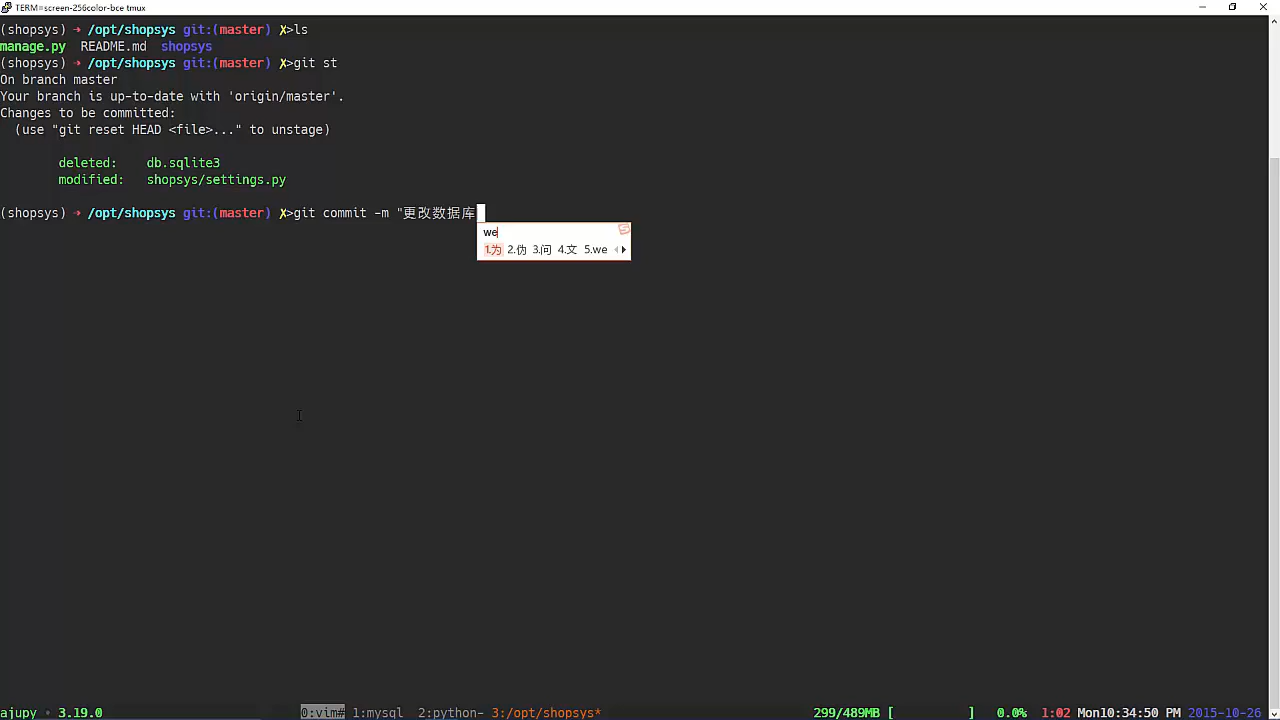 TERM=screen-256color-bce tmux
(shopsys) ➜ /opt/shopsys git:(master) ✗>ls
manage.py README.md shopsys
(shopsys) ➜ /opt/shopsys git:(master) ✗>git st
On branch master
Your branch is up-to-date with 'origin/master'.
Changes to be committed:
(use "git reset HEAD <file>..." to unstage)
deleted: db.sqlite3
modified: shopsys/settings.py
(shopsys) ➜ /opt/shopsys git:(master) ✗>git commit -m "更改数据库
we
1.为 2.伪 3.问 4.文 5.we
ajupy • 3.19.0 0:vim# 1:mysql 2:python- 3:/opt/shopsys* 299/489MB [ ] 0.0% 1:02 Mon10:34:50 PM 2015-10-26